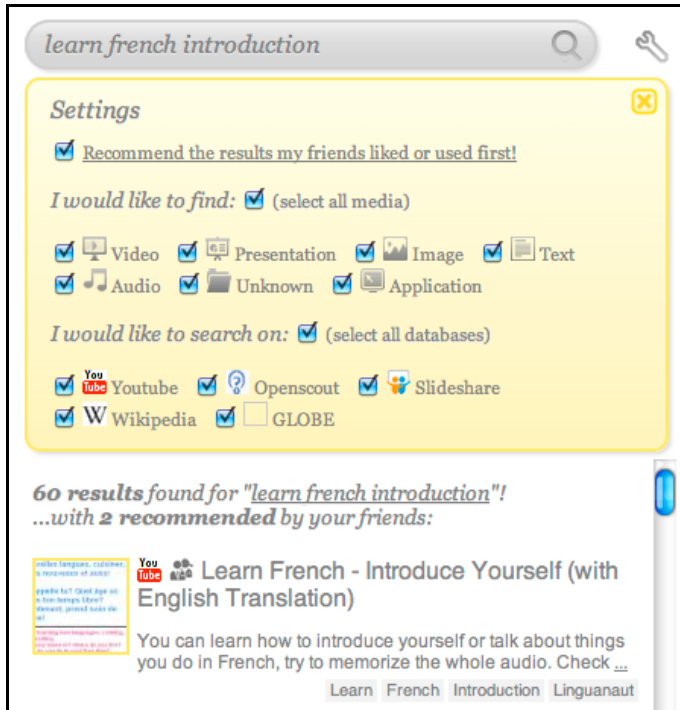 learn french introduction
Settings
Recommend the results my friends liked or used first!
I would like to find: (select all media)
Video Presentation Image Text
Audio Unknown Application
I would like to search on: (select all databases)
You Tube Youtube Openscout Slideshare
W Wikipedia GLOBE
60 results found for "learn french introduction"!
...with 2 recommended by your friends:
You Tube Learn French - Introduce Yourself (with
English Translation)
You can learn how to introduce yourself or talk about things
you do in French, try to memorize the whole audio. Check ...
Learn French Introduction Linguanaut